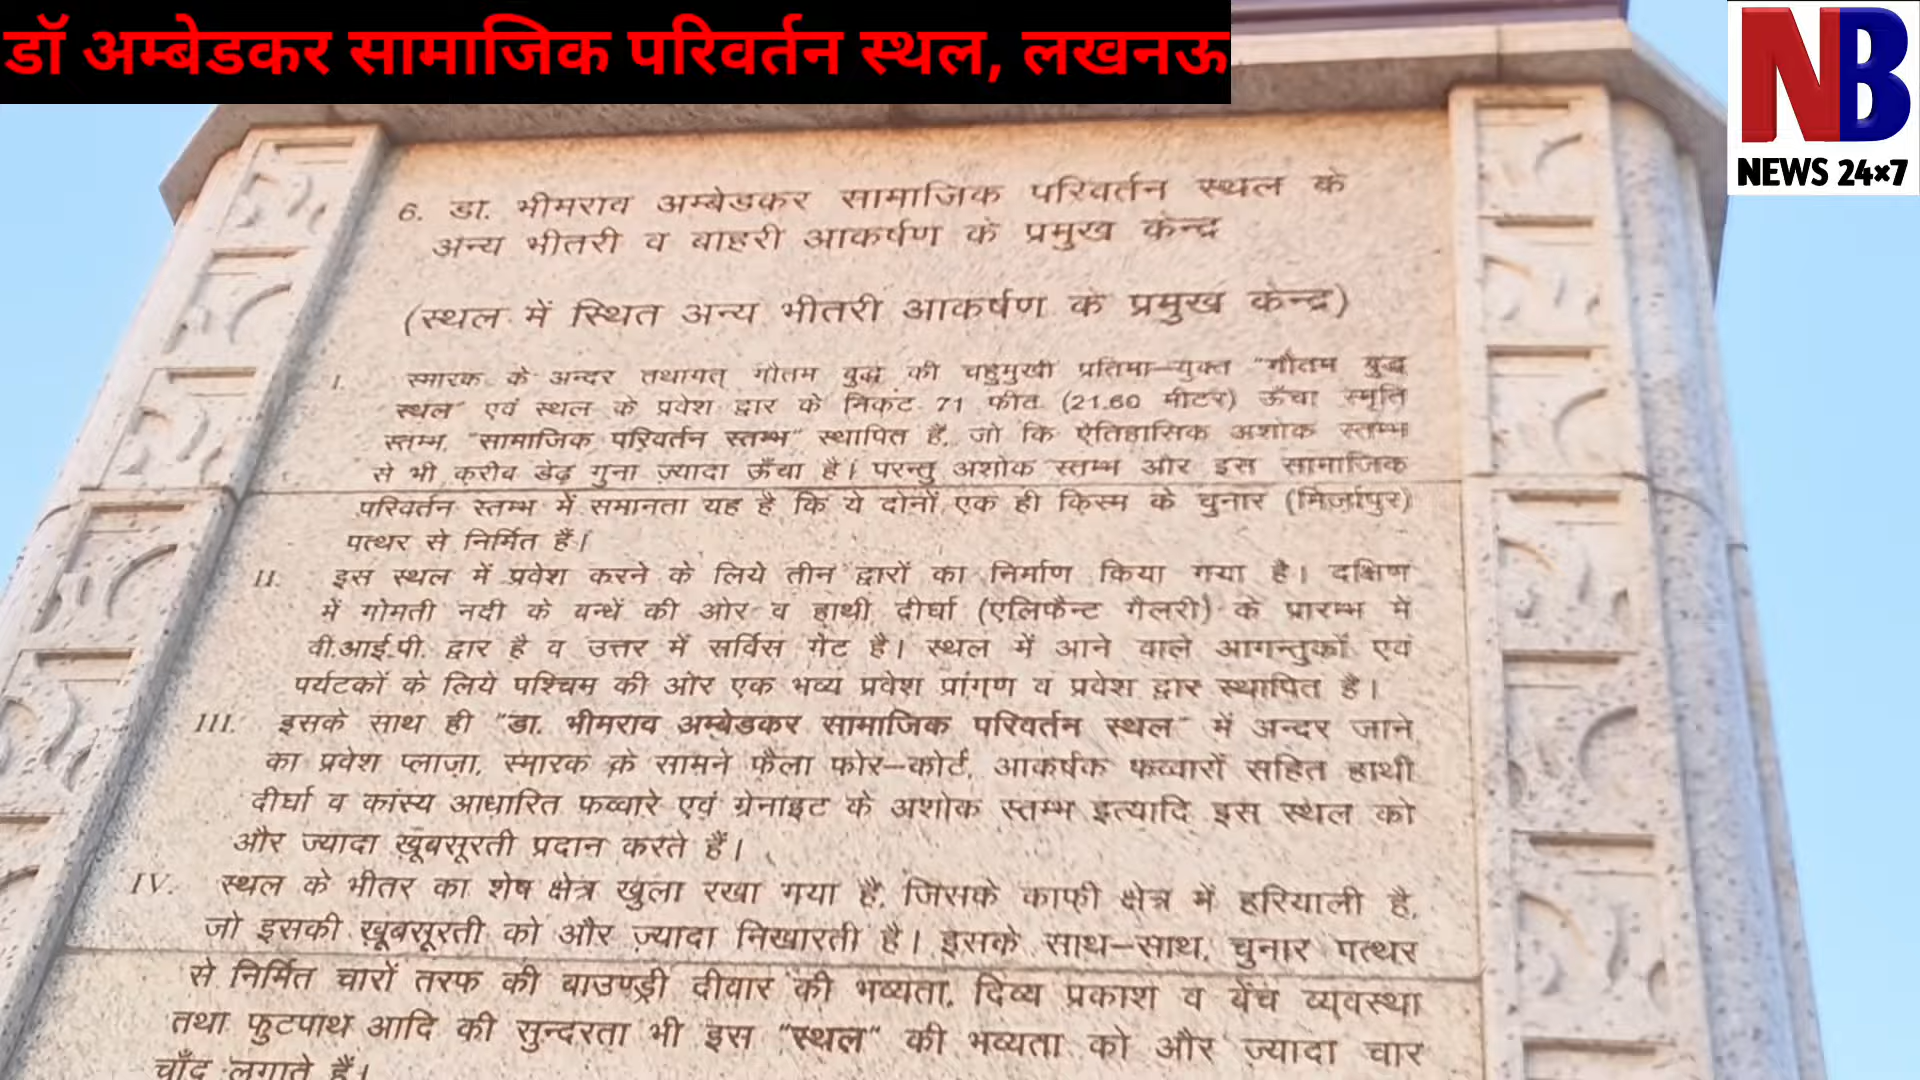 डॉ अम्बेडकर सामाजिक परिवर्तन स्थल, लखनऊ
NB
NEWS 24×7
6. डा. भीमराव अम्बेडकर सामाजिक परिवर्तन स्थल के
अन्य भीतरी व बाहरी आकर्षण के प्रमुख केन्द्र
(स्थल में स्थित अन्य भीतरी आकर्षण के प्रमुख केन्द्र)
I. स्मारक के अन्दर तथागत् गौतम बुद्ध की चहुमुखी प्रतिमा-युक्त "गौतम बुद्ध
स्थल" एवं स्थल के प्रवेश द्वार के निकट 71 फीट (21.60 मीटर) ऊँचा स्मृति
स्तम्भ, "सामाजिक परिवर्तन स्तम्भ" स्थापित है, जो कि ऐतिहासिक अशोक स्तम्भ
से भी क़रीब डेढ़ गुना ज़्यादा ऊँचा है। परन्तु अशोक स्तम्भ और इस सामाजिक
परिवर्तन स्तम्भ में समानता यह है कि ये दोनों एक ही किस्म के चुनार (मिर्ज़ापुर)
पत्थर से निर्मित हैं।
II. इस स्थल में प्रवेश करने के लिये तीन द्वारों का निर्माण किया गया है। दक्षिण
में गोमती नदी के बन्धें की ओर व हाथी दीर्घा (एलिफैन्ट गैलरी) के प्रारम्भ में
वी.आई.पी. द्वार है व उत्तर में सर्विस गेट है। स्थल में आने वाले आगन्तुकों एवं
पर्यटकों के लिये पश्चिम की ओर एक भव्य प्रवेश प्रांगण व प्रवेश द्वार स्थापित है।
III. इसके साथ ही "डा. भीमराव अम्बेडकर सामाजिक परिवर्तन स्थल" में अन्दर जाने
का प्रवेश प्लाज़ा, स्मारक के सामने फैला फोर-कोर्ट, आकर्षक फव्वारों सहित हाथी
दीर्घा व कांस्य आधारित फव्वारे एवं ग्रेनाइट के अशोक स्तम्भ इत्यादि इस स्थल को
और ज्यादा ख़ूबसूरती प्रदान करते हैं।
IV. स्थल के भीतर का शेष क्षेत्र खुला रखा गया है, जिसके काफी क्षेत्र में हरियाली है,
जो इसकी ख़ूबसूरती को और ज़्यादा निखारती है। इसके साथ-साथ, चुनार पत्थर
से निर्मित चारों तरफ की बाउण्ड्री दीवार की भव्यता, दिव्य प्रकाश व बेंच व्यवस्था
तथा फुटपाथ आदि की सुन्दरता भी इस "स्थल" की भव्यता को और ज़्यादा चार
चाँद लगाते हैं।